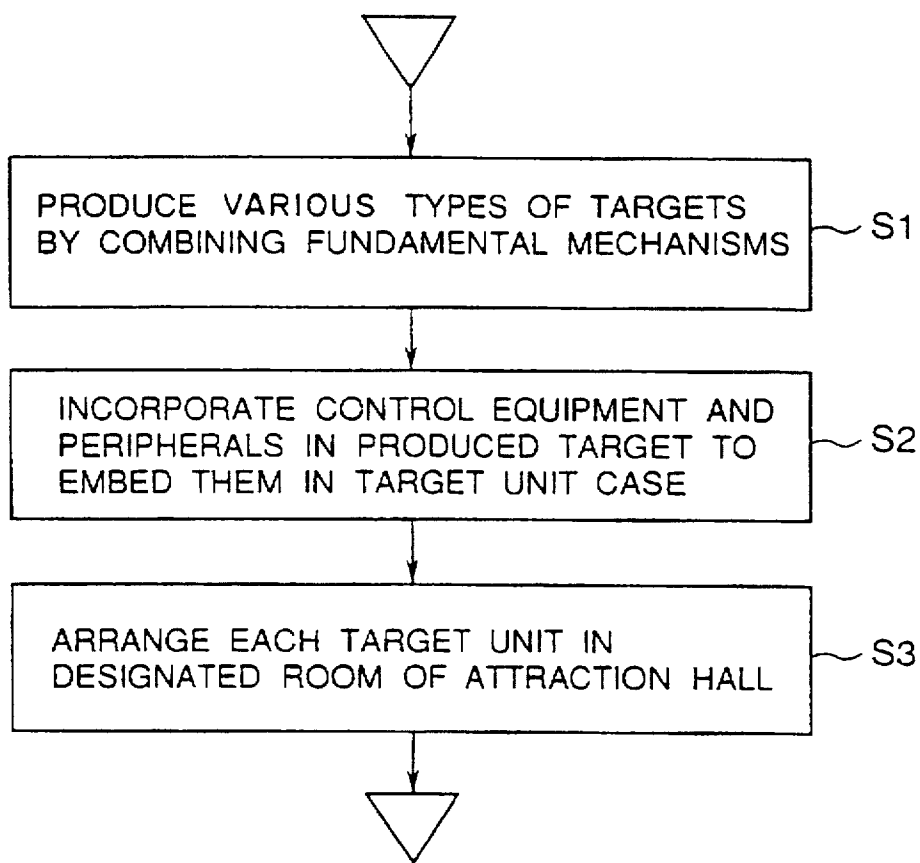 PRODUCE VARIOUS TYPES OF TARGETS
BY COMBINING FUNDAMENTAL MECHANISMS
S1
INCORPORATE CONTROL EQUIPMENT AND
PERIPHERALS IN PRODUCED TARGET TO
EMBED THEM IN TARGET UNIT CASE
S2
ARRANGE EACH TARGET UNIT IN
DESIGNATED ROOM OF ATTRACTION HALL
S3